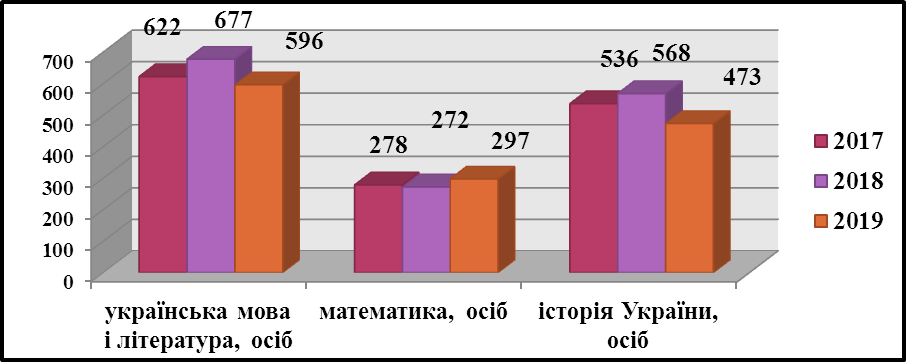 622 677 596
536 568 473
278 272 297
700
600
500
400
300
200
100
0
українська мова
і література, осіб
математика, осіб
історія України,
осіб
2017
2018
2019